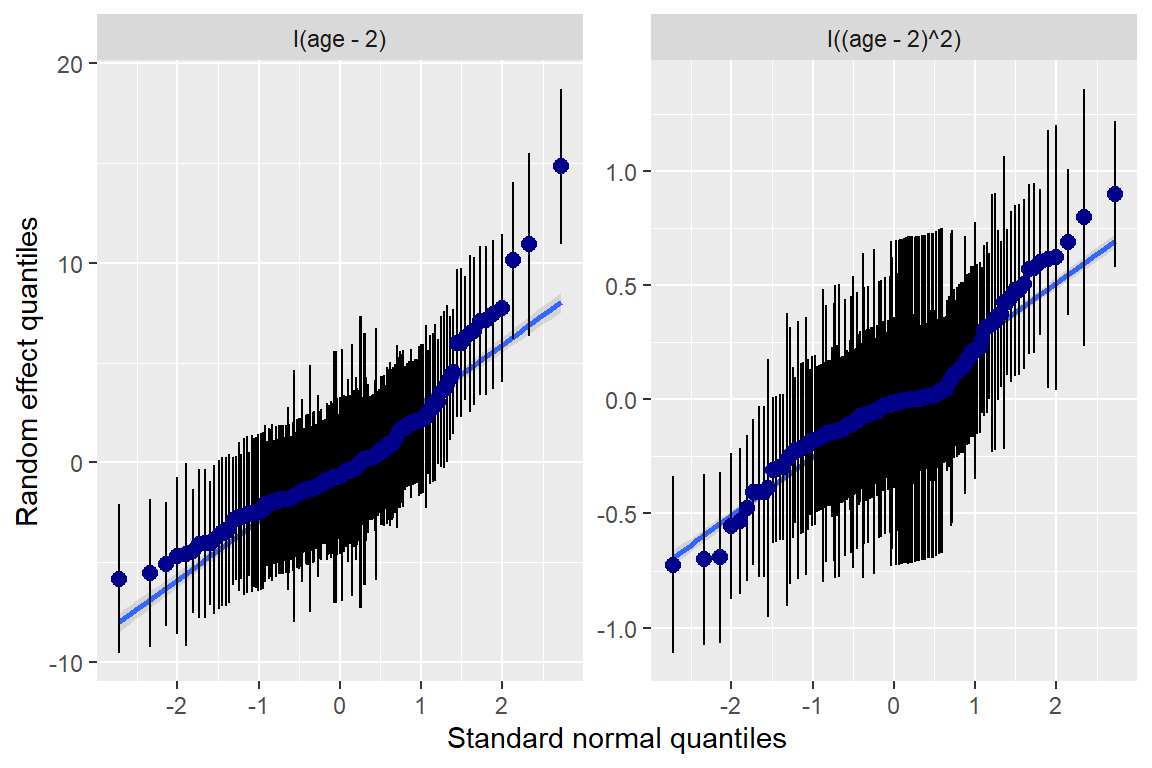 I(age - 2)
I((age - 2)^2)
Random effect quantiles
20
10
0
-10
1.0
0.5
0.0
-0.5
-1.0
-2 -1 0 1 2
-2 -1 0 1 2
Standard normal quantiles